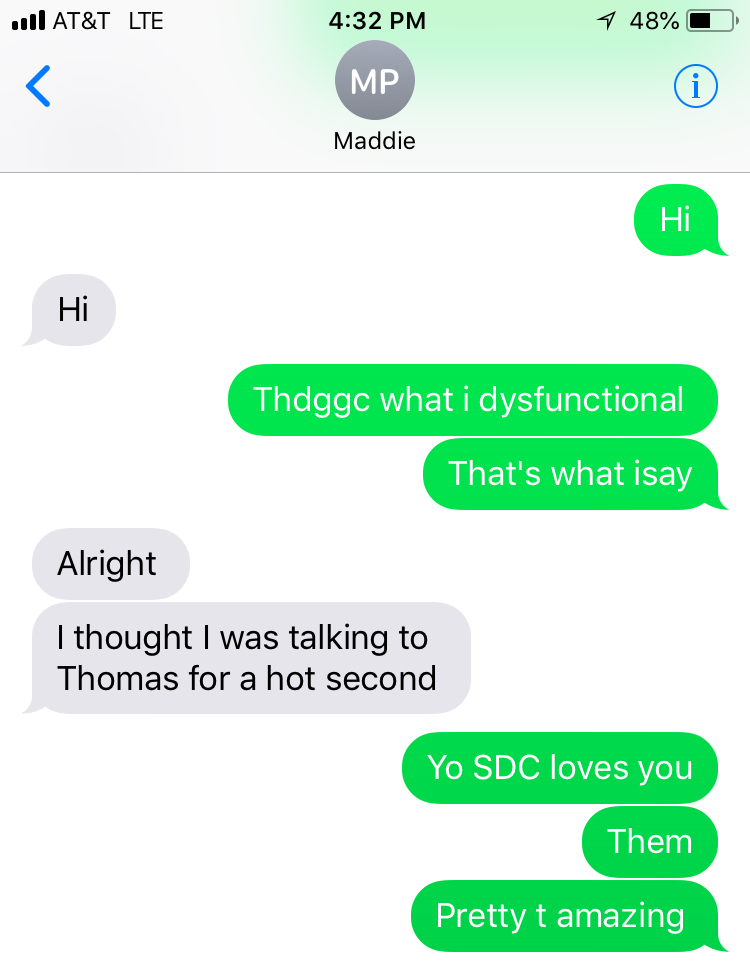 AT&T LTE 4:32 PM 48%
MP
i
Maddie
Hi
Hi
Thdggc what i dysfunctional
That's what isay
Alright
I thought I was talking to
Thomas for a hot second
Yo SDC loves you
Them
Pretty t amazing